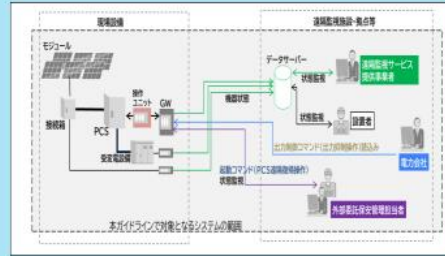 現場設備
遠隔監視施設・拠点等
モジュール
データサーバー
遠隔監視サービス
提供事業者
状態監視
操作
ユニット
GW
機器状態
接続箱
PCS
状態監視
設置者
受変電設備
出力制御コマンド(出力抑制操作)読込み
電力会社
起動コマンド(PCS遠隔復帰操作)
状態監視
外部委託保安管理担当者
本ガイドラインで対象となるシステムの範囲